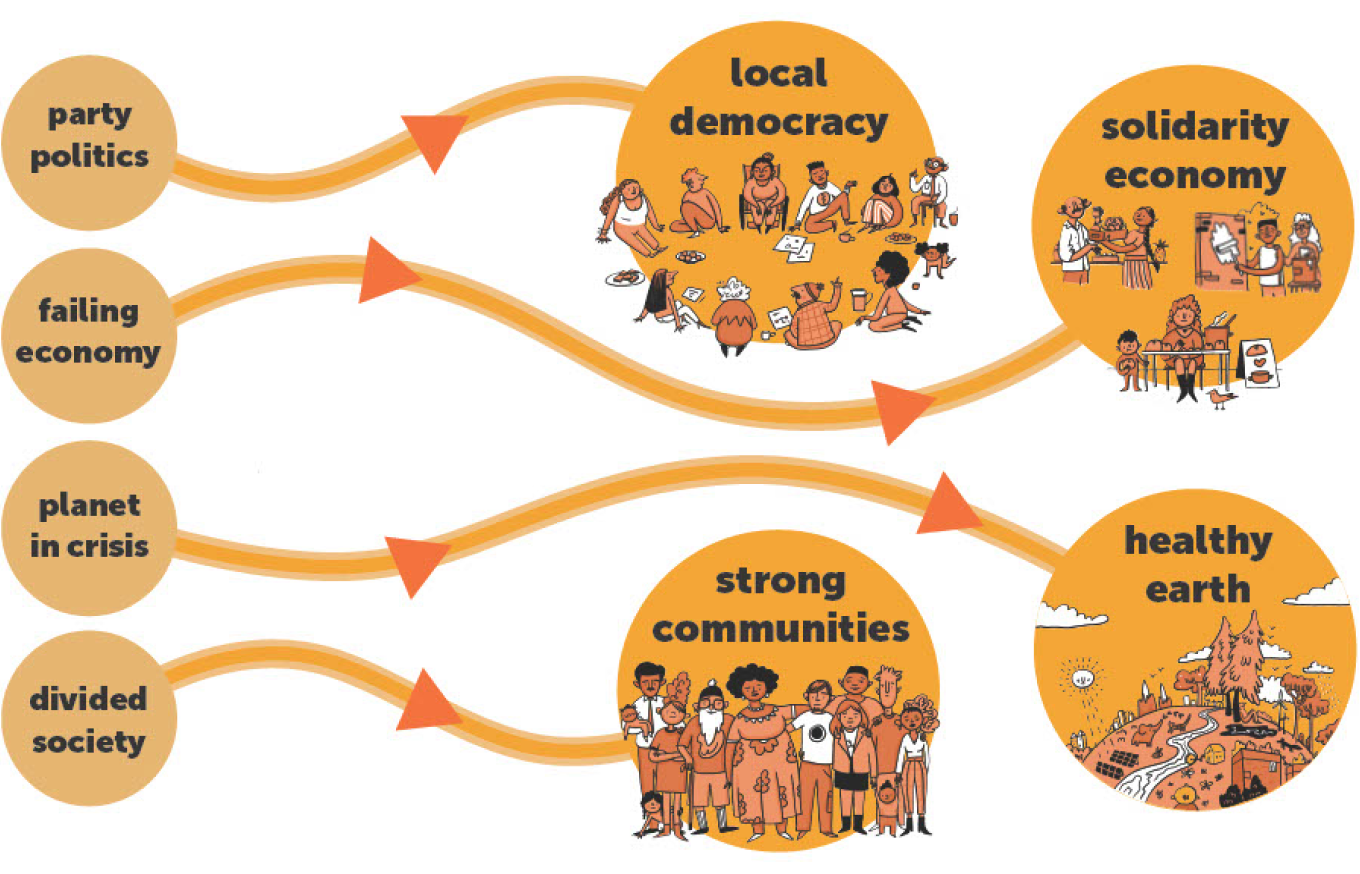 party
politics
local
democracy
solidarity
economy
failing
economy
planet
in crisis
healthy
earth
strong
communities
divided
society